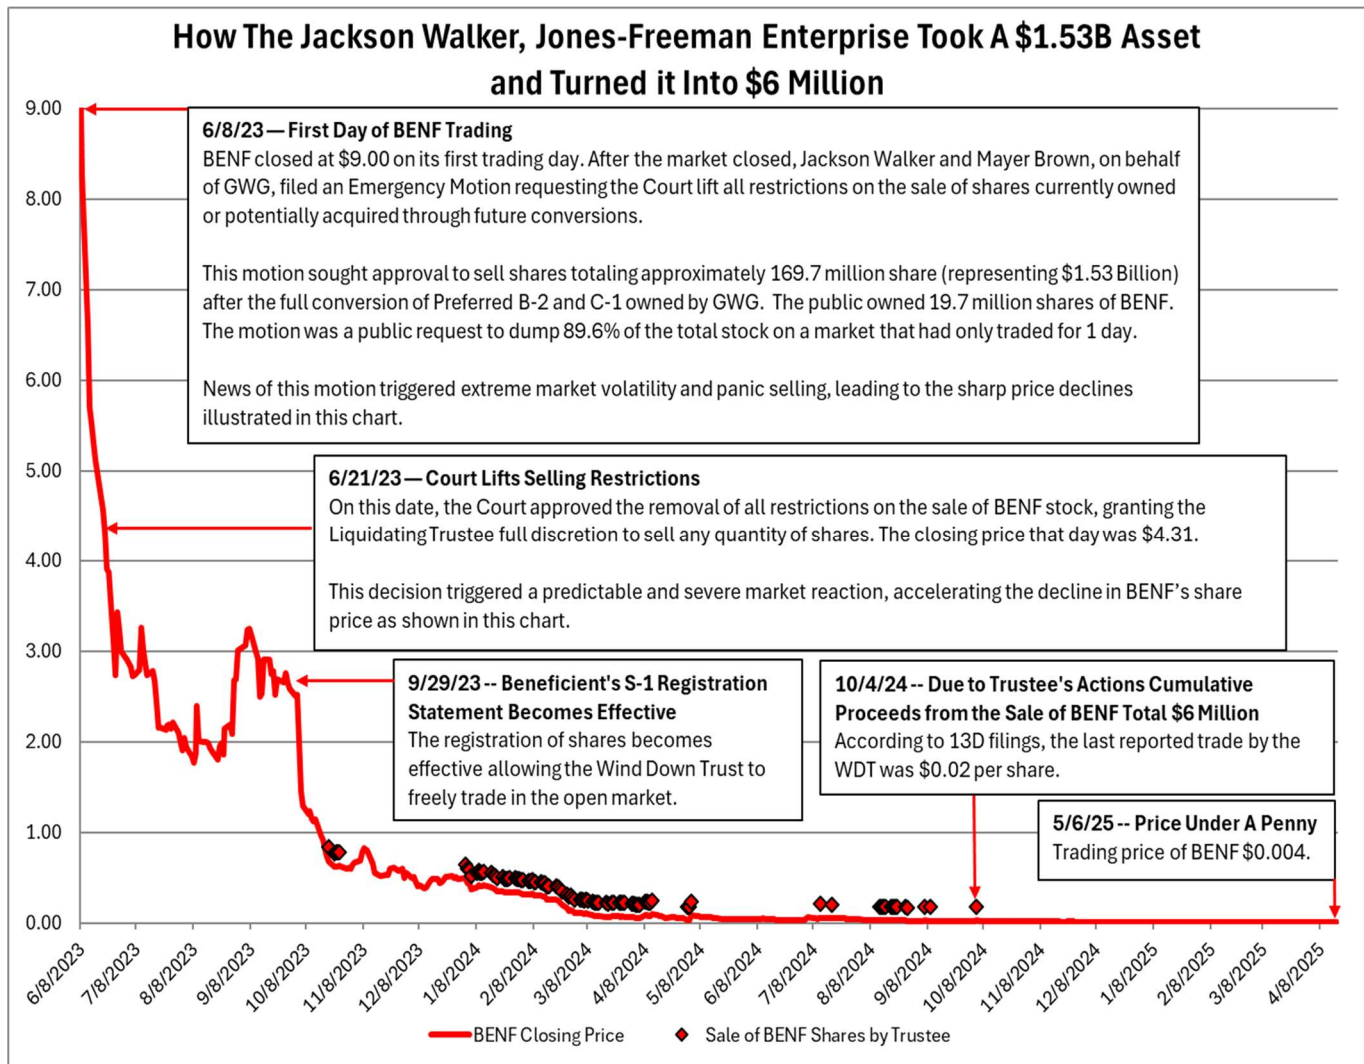 How The Jackson Walker, Jones-Freeman Enterprise Took A $1.53B Asset
and Turned it Into $6 Million
9.00
8.00
7.00
6.00
5.00
4.00
3.00
2.00
1.00
0.00
6/8/23 — First Day of BENF Trading
BENF closed at $9.00 on its first trading day. After the market closed, Jackson Walker and Mayer Brown, on behalf
of GWG, filed an Emergency Motion requesting the Court lift all restrictions on the sale of shares currently owned
or potentially acquired through future conversions.
This motion sought approval to sell shares totaling approximately 169.7 million share (representing $1.53 Billion)
after the full conversion of Preferred B-2 and C-1 owned by GWG. The public owned 19.7 million shares of BENF.
The motion was a public request to dump 89.6% of the total stock on a market that had only traded for 1 day.
News of this motion triggered extreme market volatility and panic selling, leading to the sharp price declines
illustrated in this chart.
6/21/23 — Court Lifts Selling Restrictions
On this date, the Court approved the removal of all restrictions on the sale of BENF stock, granting the
Liquidating Trustee full discretion to sell any quantity of shares. The closing price that day was $4.31.
This decision triggered a predictable and severe market reaction, accelerating the decline in BENF's share
price as shown in this chart.
9/29/23 -- Beneficient's S-1 Registration
Statement Becomes Effective
The registration of shares becomes
effective allowing the Wind Down Trust to
freely trade in the open market.
10/4/24 -- Due to Trustee's Actions Cumulative
Proceeds from the Sale of BENF Total $6 Million
According to 13D filings, the last reported trade by the
WDT was $0.02 per share.
5/6/25 -- Price Under A Penny
Trading price of BENF $0.004.
6/8/2023
7/8/2023
8/8/2023
9/8/2023
10/8/2023
11/8/2023
12/8/2023
1/8/2024
2/8/2024
3/8/2024
4/8/2024
5/8/2024
6/8/2024
7/8/2024
8/8/2024
9/8/2024
10/8/2024
11/8/2024
12/8/2024
1/8/2025
2/8/2025
3/8/2025
4/8/2025
BENF Closing Price
Sale of BENF Shares by Trustee